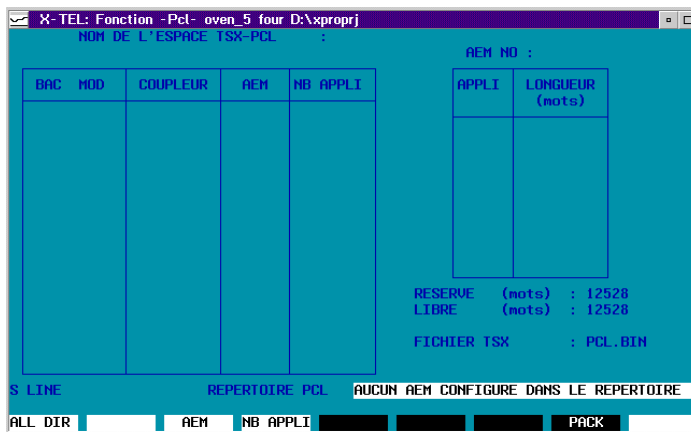 X-TEL: Fonction -Pcl- oven_5 four D:\xproprj
NOM DE L'ESPACE TSX-PCL :
AEM NO :
BAC MOD COUPLEUR AEM NB APPLI APPLI LONGUEUR
(mots)
RESERVE (mots) : 12528
LIBRE (mots) : 12528
FICHIER TSX : PCL.BIN
S LINE REPERTOIRE PCL AUCUN AEM CONFIGURE DANS LE REPERTOIRE
ALL DIR AEM NB APPLI PACK